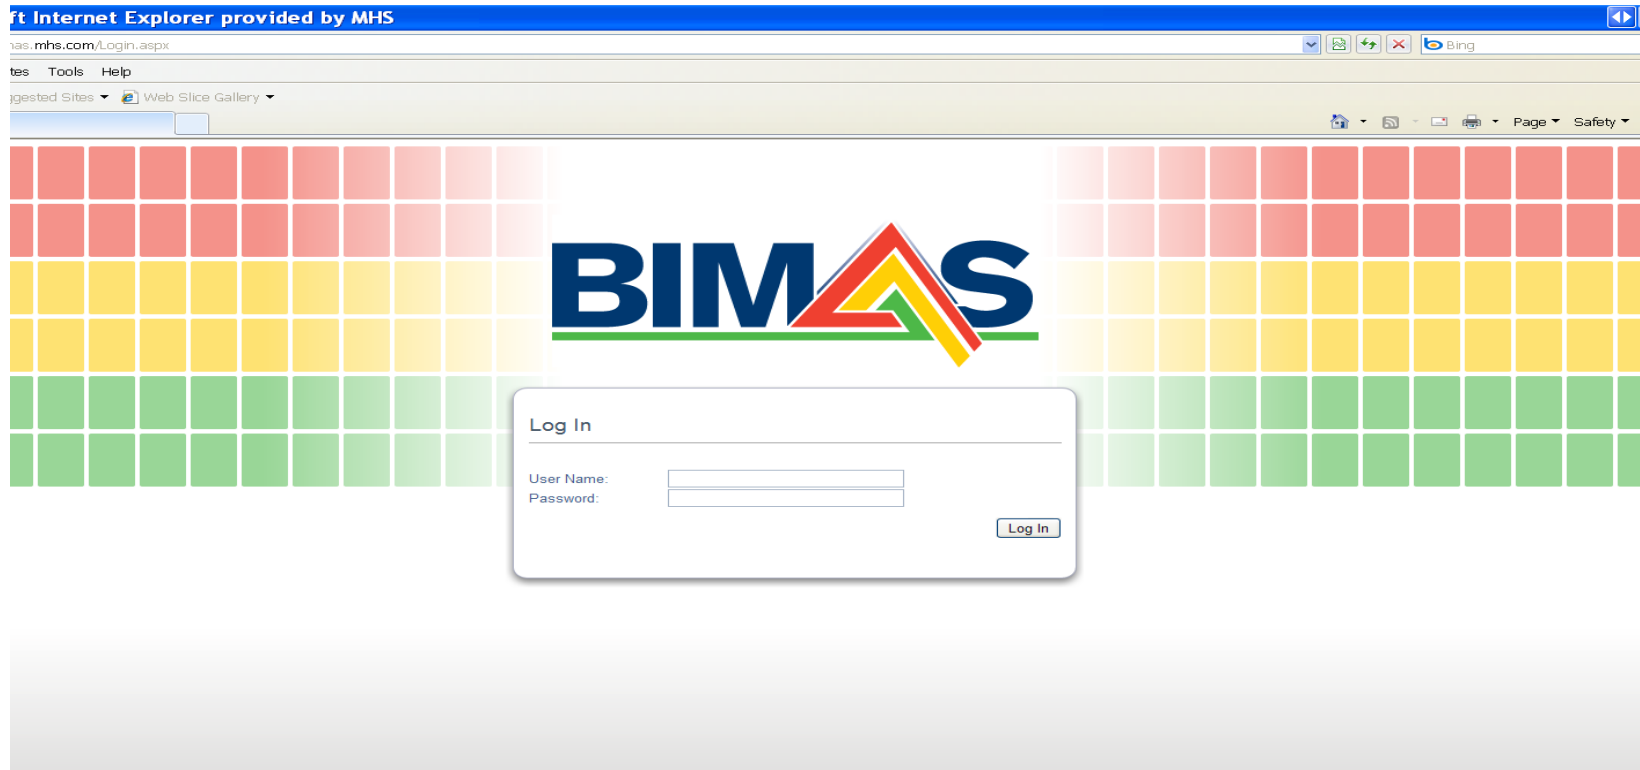 ft Internet Explorer provided by MHS
nas.mhs.com/Login.aspx
Bing
tes Tools Help
ggested Sites Web Slice Gallery
Page Safety
BIMAS
Log In
User Name:
Password:
Log In